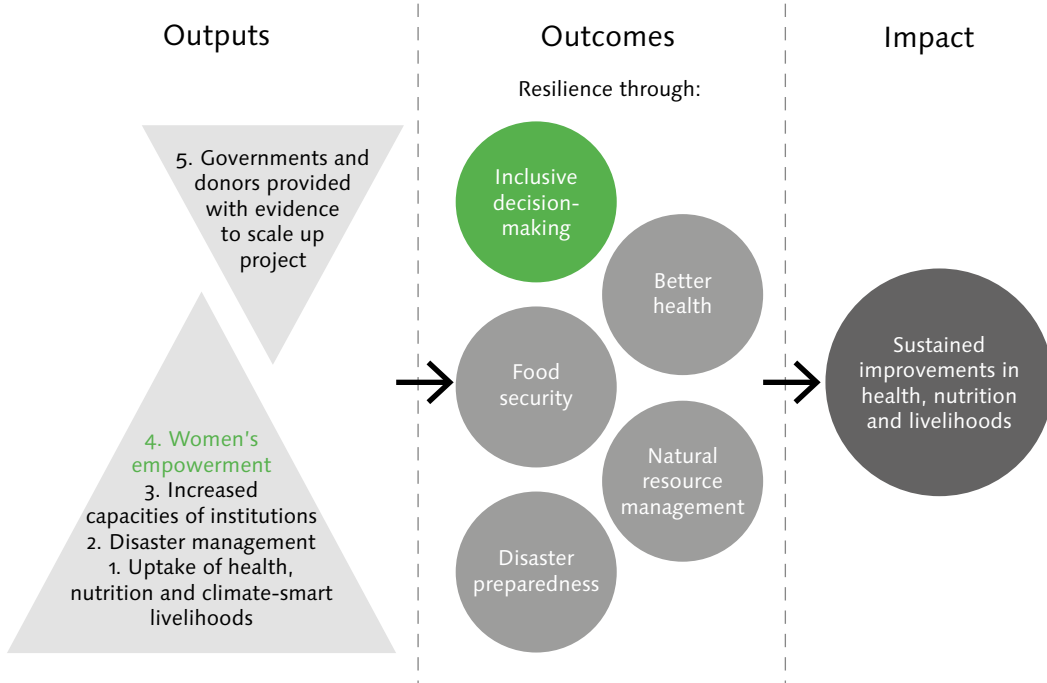 Outputs
5. Governments and
donors provided
with evidence
to scale up
project
4. Women's
empowerment
3. Increased
capacities of institutions
2. Disaster management
1. Uptake of health,
nutrition and climate-smart
livelihoods
Outcomes
Resilience through:
Inclusive
decision-
making
Better
health
Food
security
Natural
resource
management
Disaster
preparedness
Impact
Sustained
improvements in
health, nutrition
and livelihoods